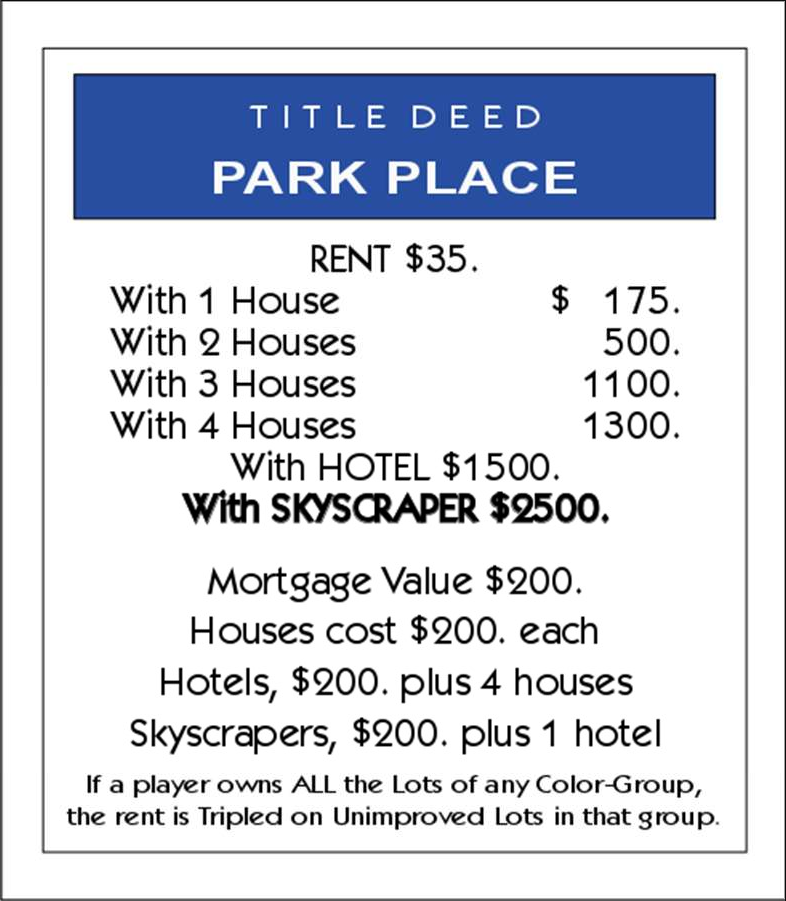 TITLE DEED
PARK PLACE
RENT $35.
With 1 House $ 175.
With 2 Houses 500.
With 3 Houses 1100.
With 4 Houses 1300.
With HOTEL $1500.
With SKYSCRAPER $2500.
Mortgage Value $200.
Houses cost $200. each
Hotels, $200. plus 4 houses
Skyscrapers, $200. plus 1 hotel
If a player owns ALL the Lots of any Color-Group,
the rent is Tripled on Unimproved Lots in that group.